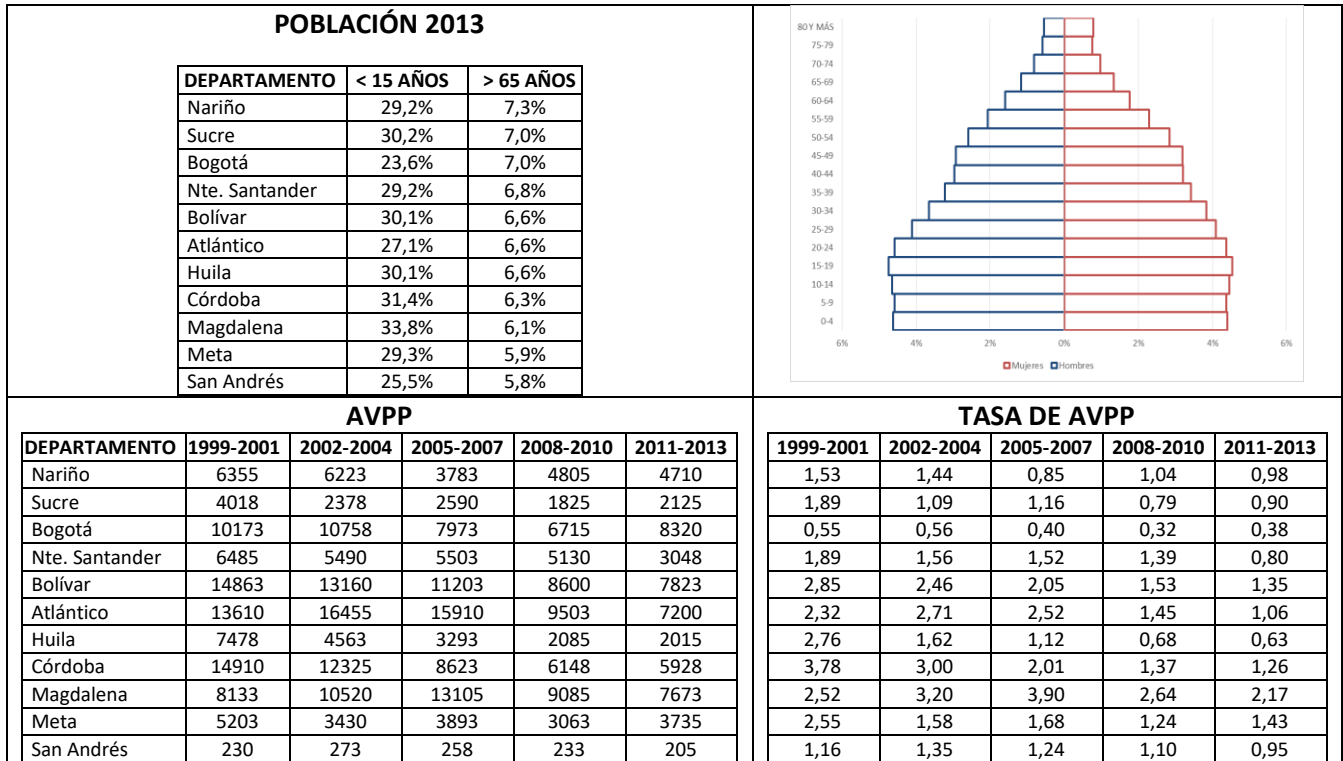 POBLACIÓN 2013
DEPARTAMENTO < 15 AÑOS > 65 AÑOS
Nariño 29,2% 7,3%
Sucre 30,2% 7,0%
Bogotá 23,6% 7,0%
Nte. Santander 29,2% 6,8%
Bolívar 30,1% 6,6%
Atlántico 27,1% 6,6%
Huila 30,1% 6,6%
Córdoba 31,4% 6,3%
Magdalena 33,8% 6,1%
Meta 29,3% 5,9%
San Andrés 25,5% 5,8%
80 Y MÁS
75-79
70-74
65-69
60-64
55-59
50-54
45-49
40-44
35-39
30-34
25-29
20-24
15-19
10-14
5-9
0-4
6% 4% 2% 0% 2% 4% 6%
Mujeres Hombres
AVPP
DEPARTAMENTO 1999-2001 2002-2004 2005-2007 2008-2010 2011-2013
Nariño 6355 6223 3783 4805 4710
Sucre 4018 2378 2590 1825 2125
Bogotá 10173 10758 7973 6715 8320
Nte. Santander 6485 5490 5503 5130 3048
Bolívar 14863 13160 11203 8600 7823
Atlántico 13610 16455 15910 9503 7200
Huila 7478 4563 3293 2085 2015
Córdoba 14910 12325 8623 6148 5928
Magdalena 8133 10520 13105 9085 7673
Meta 5203 3430 3893 3063 3735
San Andrés 230 273 258 233 205
TASA DE AVPP
1999-2001 2002-2004 2005-2007 2008-2010 2011-2013
1,53 1,44 0,85 1,04 0,98
1,89 1,09 1,16 0,79 0,90
0,55 0,56 0,40 0,32 0,38
1,89 1,56 1,52 1,39 0,80
2,85 2,46 2,05 1,53 1,35
2,32 2,71 2,52 1,45 1,06
2,76 1,62 1,12 0,68 0,63
3,78 3,00 2,01 1,37 1,26
2,52 3,20 3,90 2,64 2,17
2,55 1,58 1,68 1,24 1,43
1,16 1,35 1,24 1,10 0,95